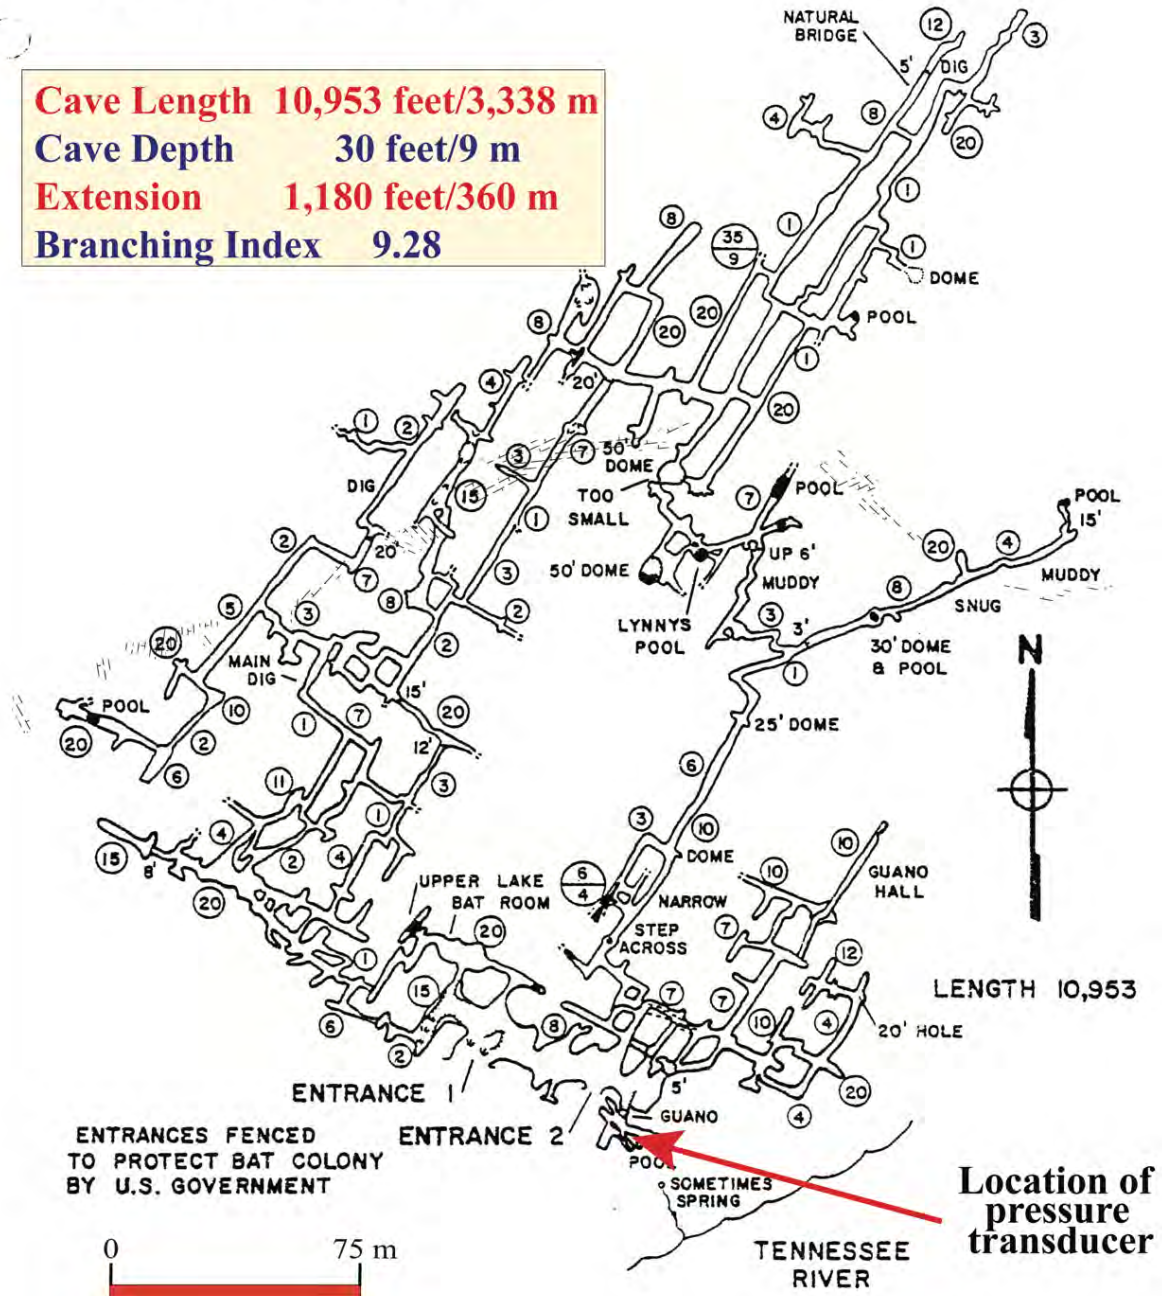 Cave Length 10,953 feet/3,338 m
Cave Depth 30 feet/9 m
Extension 1,180 feet/360 m
Branching Index 9.28
NATURAL
BRIDGE
12
3
5'
DIG
4
8
20
1
1
1
DOME
8
35
9
POOL
8
20
20
1
4
20'
20
1
2
3
7
50'
DOME
DIG
15
TOO
SMALL
7
POOL
POOL
15'
1
2
20'
7
UP 6'
20
4
50' DOME
MUDDY
MUDDY
3
8
8
SNUG
5
3
2
LYNNYS
POOL
3
3'
30' DOME
& POOL
N
20
MAIN
DIG
2
15'
1
POOL
10
20
25' DOME
20
2
1
7
12'
6
6
11
3
3
10
4
1
DOME
10
10
GUANO
HALL
15
8'
2
4
UPPER LAKE
BAT ROOM
6
4
NARROW
20
20
STEP
ACROSS
7
1
12
15
7
7
LENGTH 10,953
6
8
10
4
20' HOLE
2
5'
20
ENTRANCE 1
GUANO
4
ENTRANCES FENCED
TO PROTECT BAT COLONY
BY U.S. GOVERNMENT
ENTRANCE 2
POOL
SOMETIMES
SPRING
Location of
pressure
transducer
0 75 m
TENNESSEE
RIVER